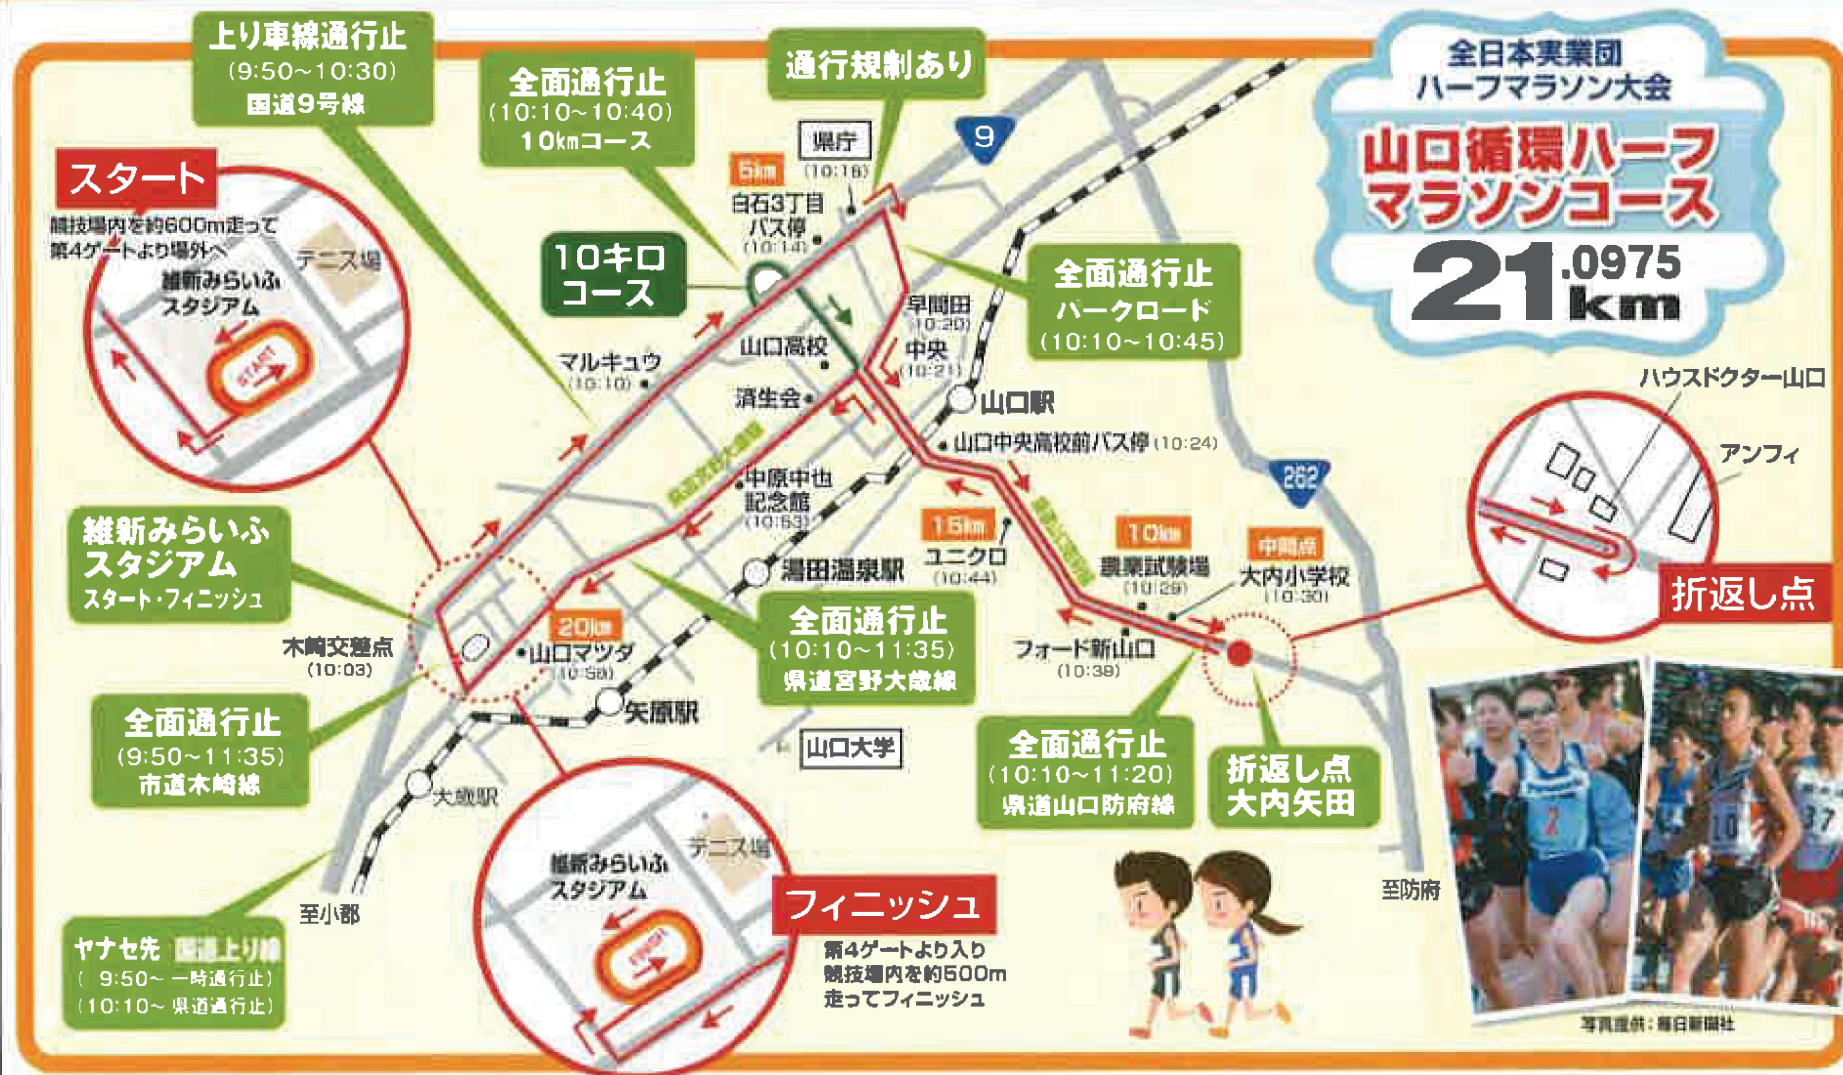 上り車線通行止
(9:50～10:30)
国道9号線
全面通行止
(10:10～10:40)
10kmコース
通行規制あり
全日本実業団
ハーフマラソン大会
山口循環ハーフ
マラソンコース
21.0975
km
スタート
競技場内を約600m走って
第4ゲートより場外へ
テニス場
維新みらいふ
スタジアム
START
県庁
(10:16)
5km
白石3丁目
バス停
(10:14)
9
10キロ
コース
全面通行止
パークロード
(10:10～10:45)
早間田
(10:20)
中央
(10:21)
山口高校
マルキュウ
(10:10)
済生会
山口駅
山口中央高校前バス停(10:24)
ハウスドクター山口
アンフィ
262
県道宮野大歳線
中原中也
記念館
(10:53)
15km
ユニクロ
(10:44)
県道山口防府線
10km
農業試験場
(10:29)
中間点
大内小学校
(10:30)
折返し点
維新みらいふ
スタジアム
スタート・フィニッシュ
湯田温泉駅
木崎交差点
(10:03)
20km
山口マツダ
全面通行止
(10:10～11:35)
県道宮野大歳線
フォード新山口
(10:38)
矢原駅
全面通行止
(9:50～11:35)
市道木崎線
山口大学
全面通行止
(10:10～11:20)
県道山口防府線
折返し点
大内矢田
大歳駅
テニス場
維新みらいふ
スタジアム
FINISH
フィニッシュ
第4ゲートより入り
競技場内を約500m
走ってフィニッシュ
至小郡
至防府
ヤナセ先 国道上り線
( 9:50～ 一時通行止)
(10:10～ 県道通行止)
2
10
37
写真提供：毎日新聞社